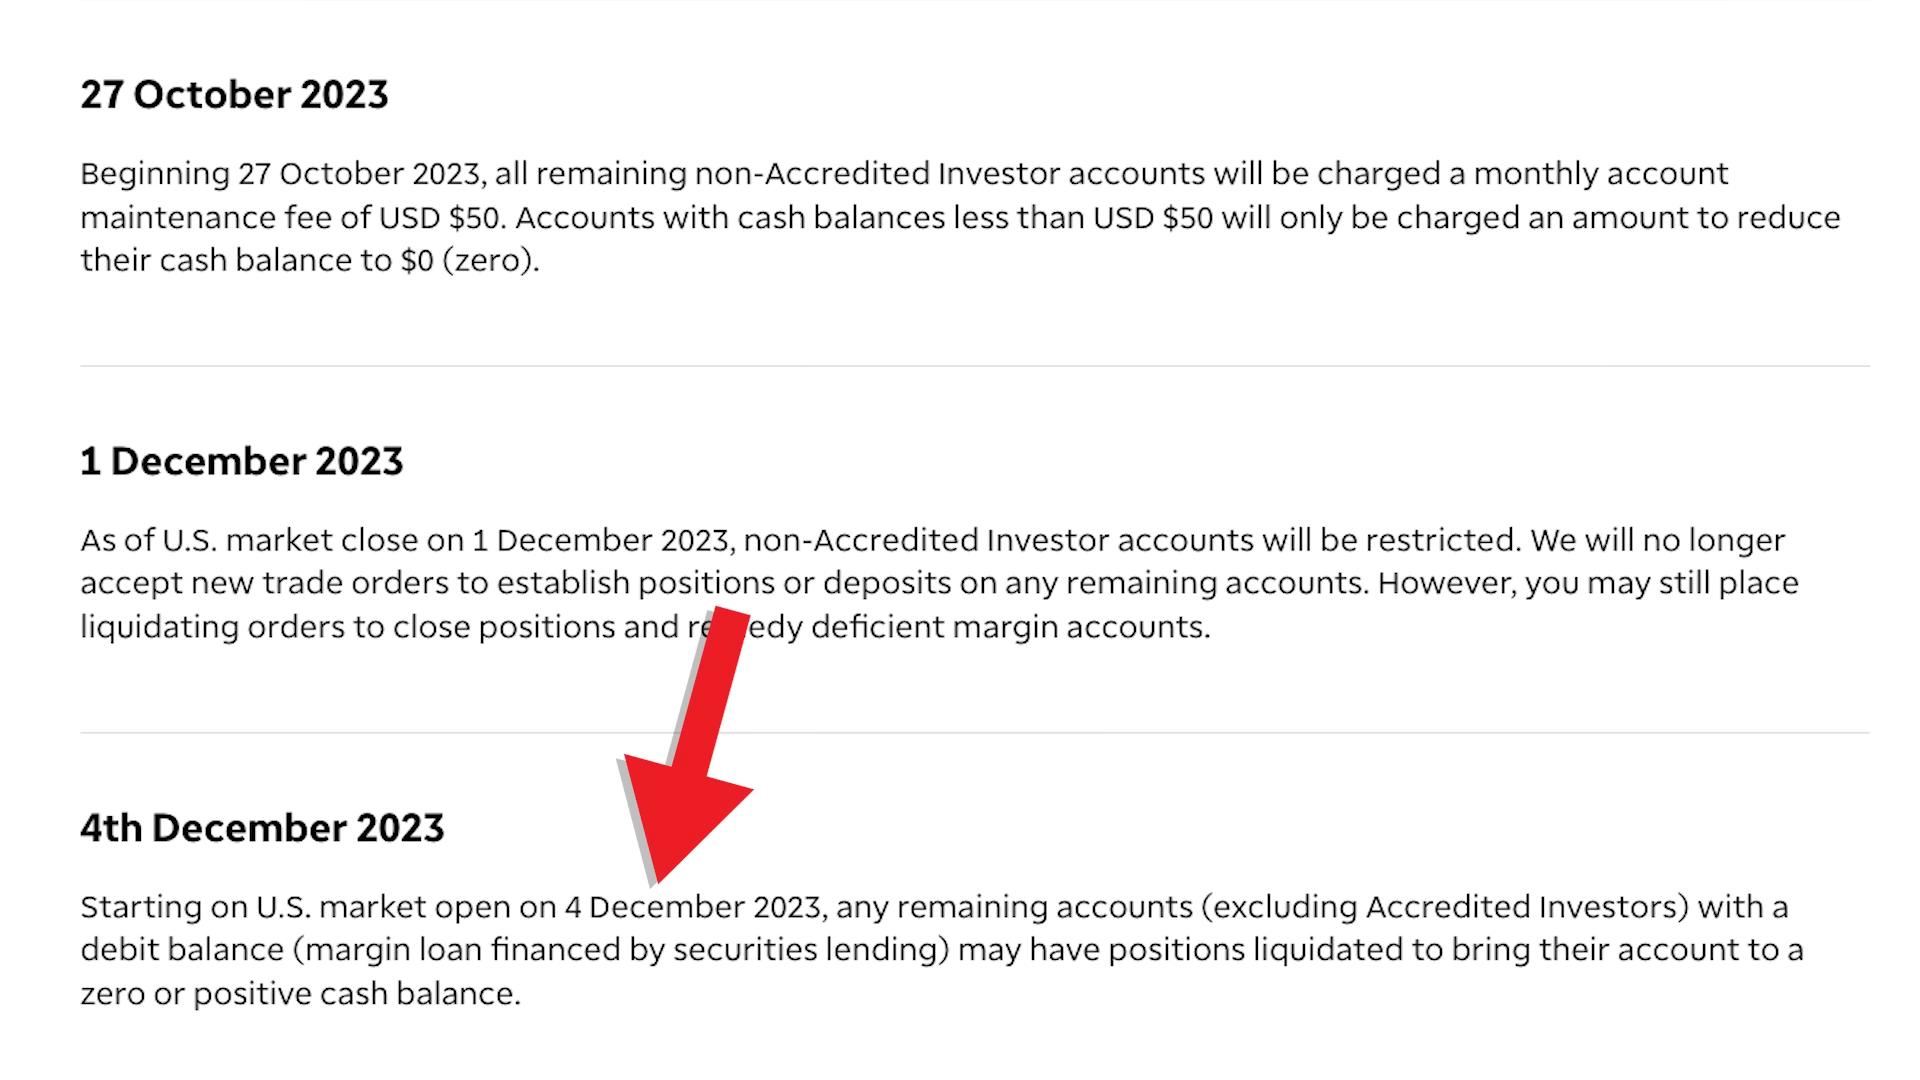 27 October 2023
Beginning 27 October 2023, all remaining non-Accredited Investor accounts will be charged a monthly account
maintenance fee of USD $50. Accounts with cash balances less than USD $50 will only be charged an amount to reduce
their cash balance to $0 (zero).
1 December 2023
As of U.S. market close on 1 December 2023, non-Accredited Investor accounts will be restricted. We will no longer
accept new trade orders to establish positions or deposits on any remaining accounts. However, you may still place
liquidating orders to close positions and remedy deficient margin accounts.
4th December 2023
Starting on U.S. market open on 4 December 2023, any remaining accounts (excluding Accredited Investors) with a
debit balance (margin loan financed by securities lending) may have positions liquidated to bring their account to a
zero or positive cash balance.